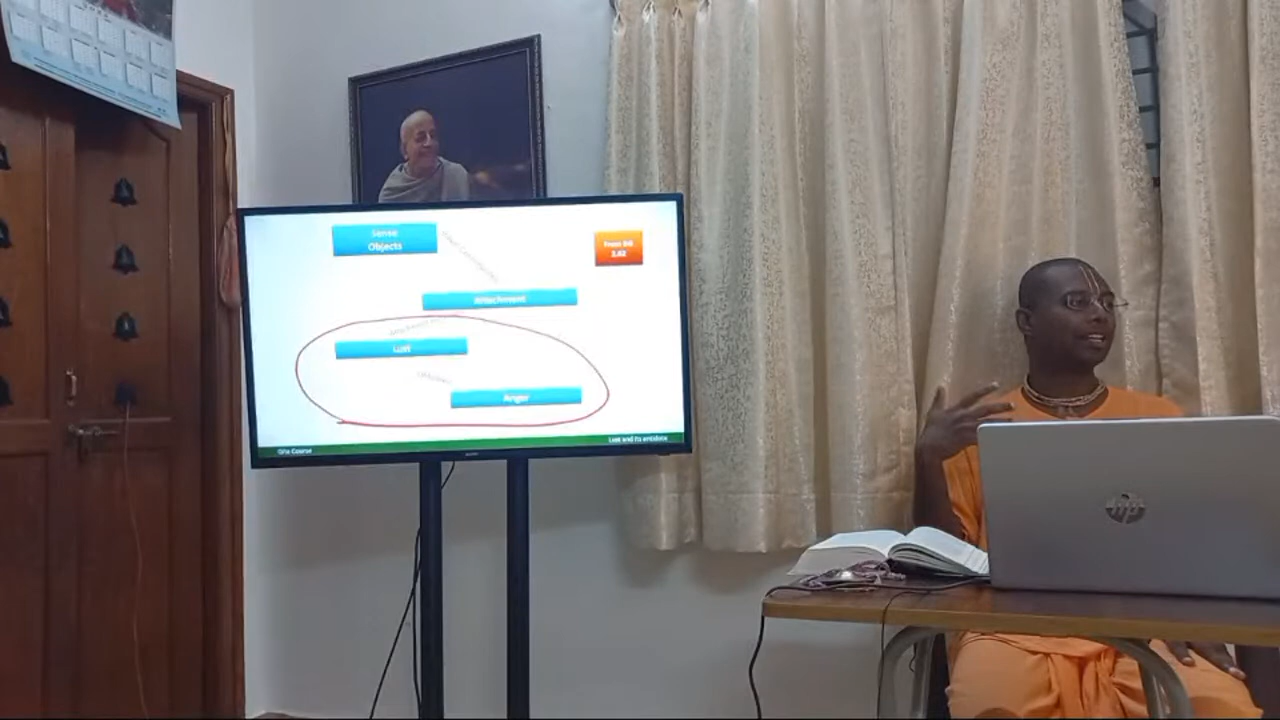 Sense
Objects
From BG
2.62
Attachment
Lust
Anger
Gita Course
Lust and its antidote
hp